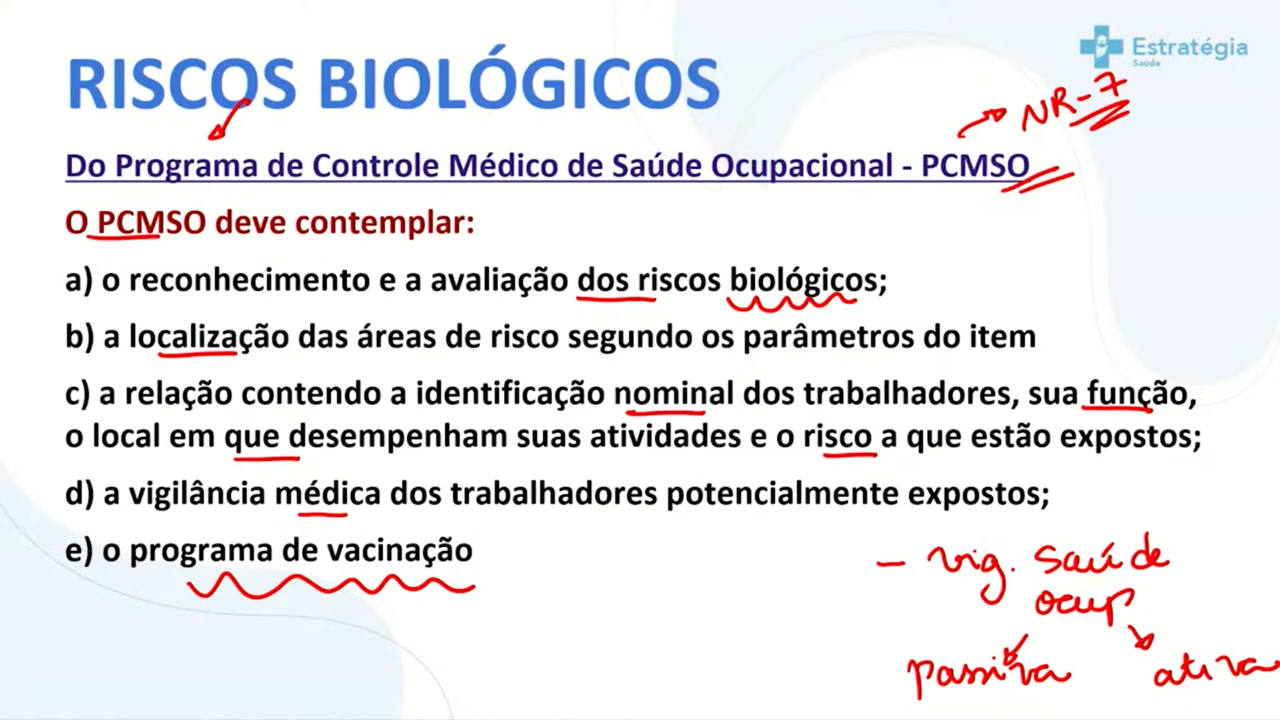 Estratégia
Saúde
RISCOS BIOLÓGICOS
NR-7
Do Programa de Controle Médico de Saúde Ocupacional - PCMSO
O PCMSO deve contemplar:
a) o reconhecimento e a avaliação dos riscos biológicos;
b) a localização das áreas de risco segundo os parâmetros do item
c) a relação contendo a identificação nominal dos trabalhadores, sua função,
o local em que desempenham suas atividades e o risco a que estão expostos;
d) a vigilância médica dos trabalhadores potencialmente expostos;
e) o programa de vacinação
- vig. Saúde
ocup
passiva ativa